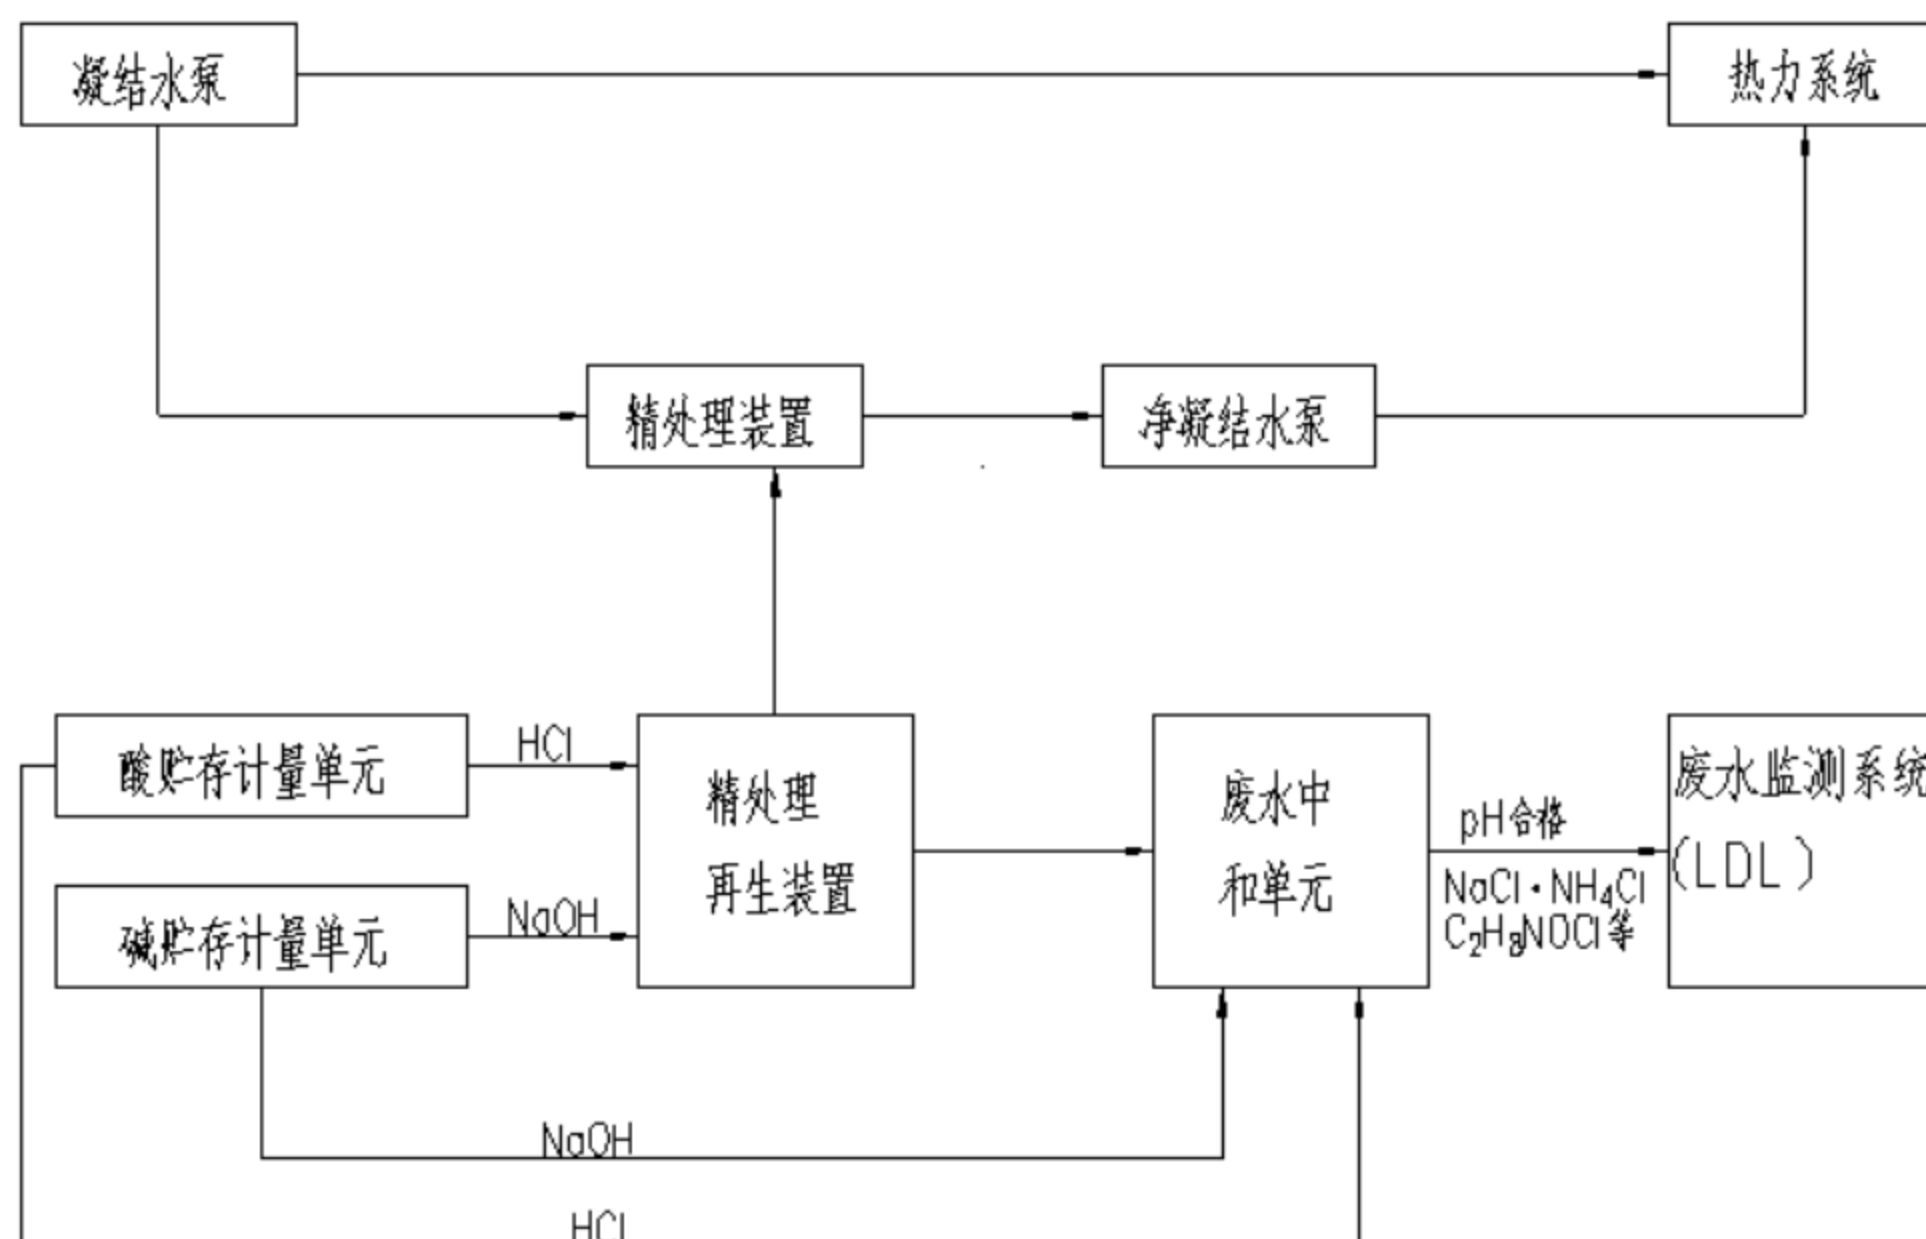 凝结水泵
热力系统
精处理装置
净凝结水泵
酸贮存计量单元
HCl
精处理
再生装置
废水中
和单元
pH合格
NaCl·NH₄Cl
C₂H₈NOCl等
废水监测系统
(LDL)
碱贮存计量单元
NaOH
NaOH
HCl